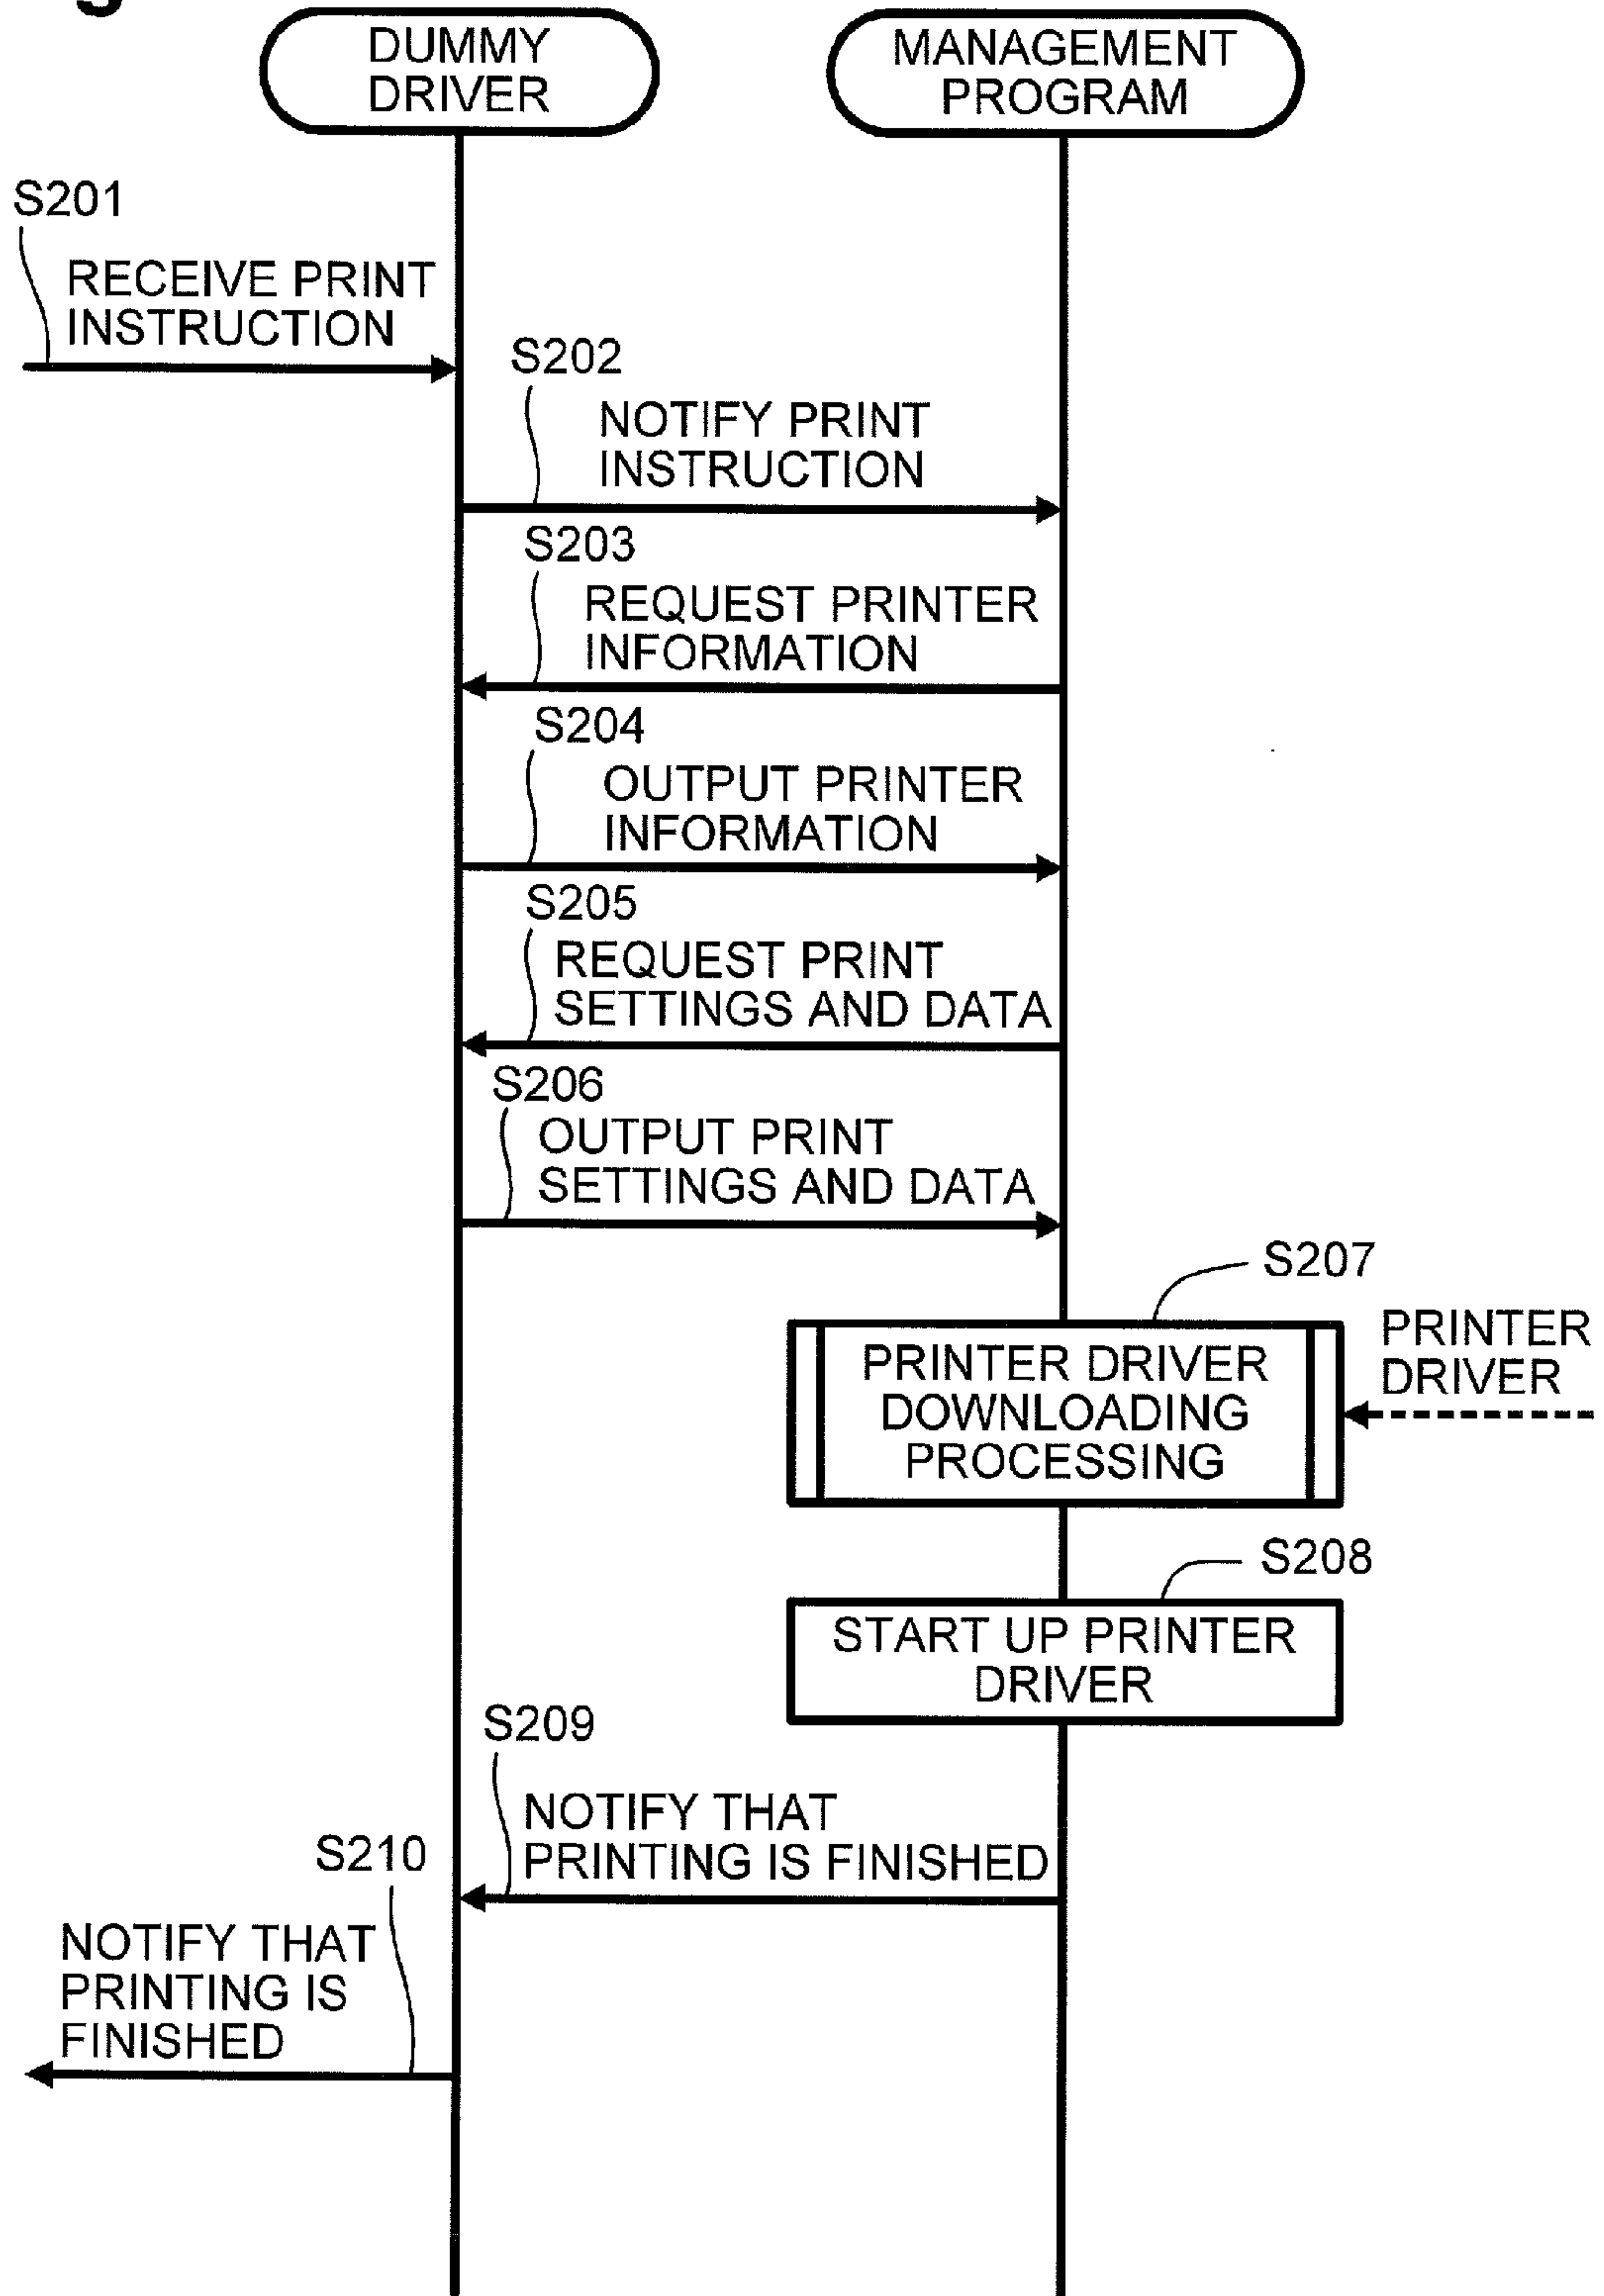 DUMMY
DRIVER
MANAGEMENT
PROGRAM
S201
RECEIVE PRINT
INSTRUCTION
S202
NOTIFY PRINT
INSTRUCTION
S203
REQUEST PRINTER
INFORMATION
S204
OUTPUT PRINTER
INFORMATION
S205
REQUEST PRINT
SETTINGS AND DATA
S206
OUTPUT PRINT
SETTINGS AND DATA
S207
PRINTER DRIVER
DOWNLOADING
PROCESSING
PRINTER
DRIVER
S208
START UP PRINTER
DRIVER
S209
NOTIFY THAT
PRINTING IS FINISHED
S210
NOTIFY THAT
PRINTING IS
FINISHED